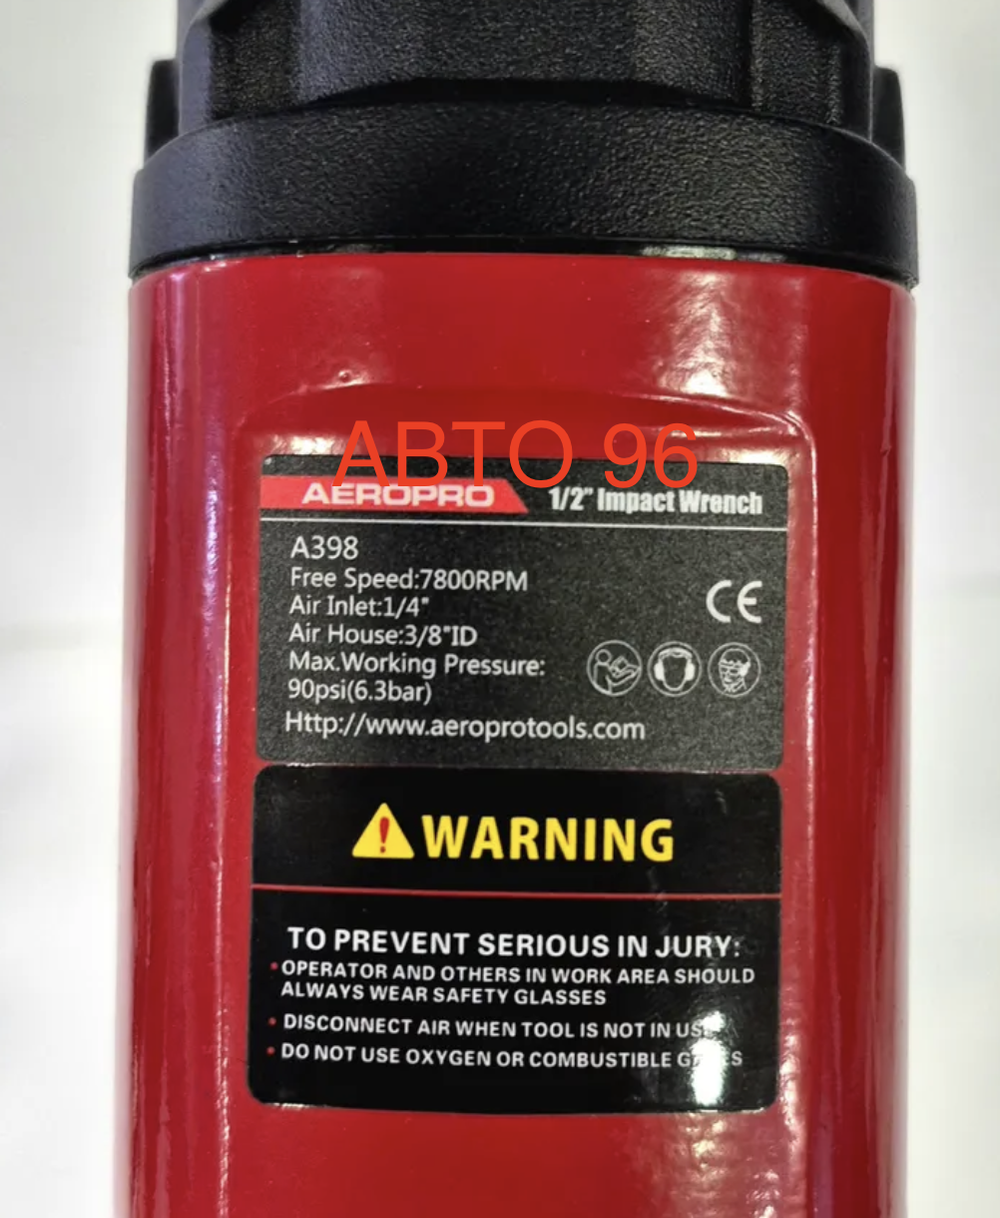 АВТО 96
AEROPRO 1/2" Impact Wrench
A398
Free Speed:7800RPM
Air Inlet:1/4"
Air House:3/8"ID
Max.Working Pressure:
90psi(6.3bar)
Http://www.aeroprotools.com
CE
WARNING
TO PREVENT SERIOUS IN JURY:
• OPERATOR AND OTHERS IN WORK AREA SHOULD
ALWAYS WEAR SAFETY GLASSES
• DISCONNECT AIR WHEN TOOL IS NOT IN
• DO NOT USE OXYGEN OR COMBUSTIBLE